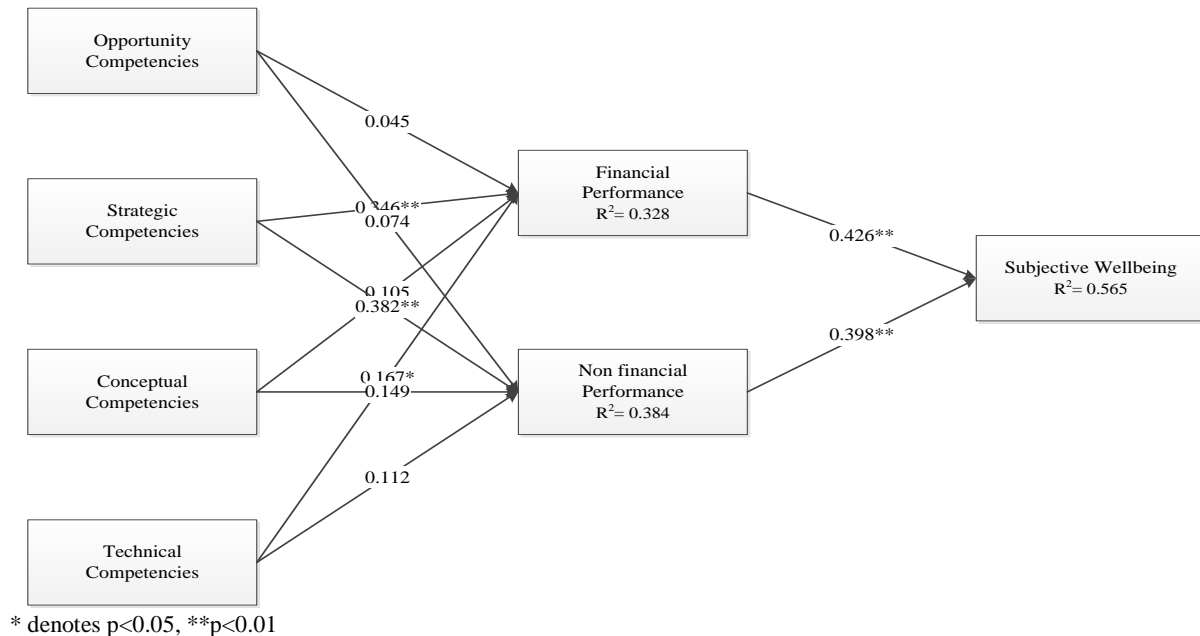 Opportunity
Competencies
0.045
Financial
Performance
R²= 0.328
Strategic
Competencies
0.346**
0.074
0.426**
Subjective Wellbeing
R²= 0.565
0.105
0.382**
0.398**
Conceptual
Competencies
0.167*
0.149
Non financial
Performance
R²= 0.384
0.112
Technical
Competencies
* denotes p<0.05, **p<0.01